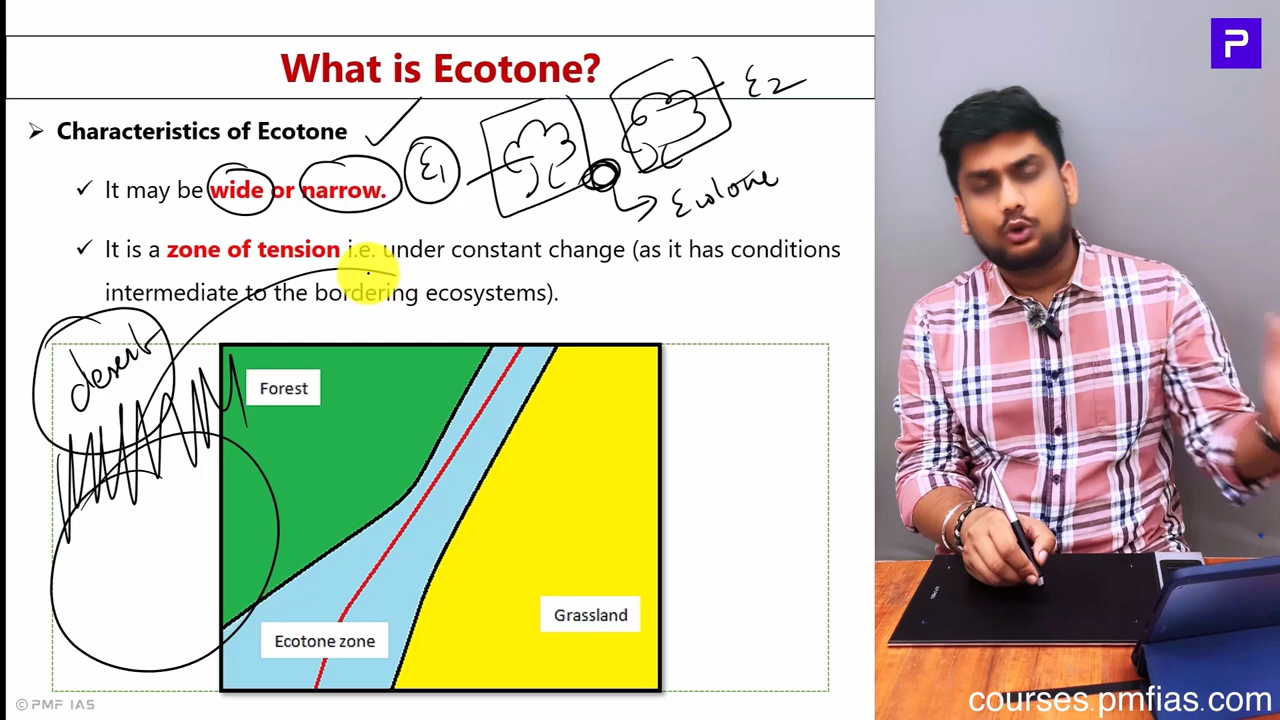 P
What is Ecotone?
➤ Characteristics of Ecotone
✓ It may be wide or narrow.
E1
E2
Ecotone
✓ It is a zone of tension i.e. under constant change (as it has conditions
intermediate to the bordering ecosystems).
desert
Forest
Grassland
Ecotone zone
© PMF IAS
courses.pmfias.com